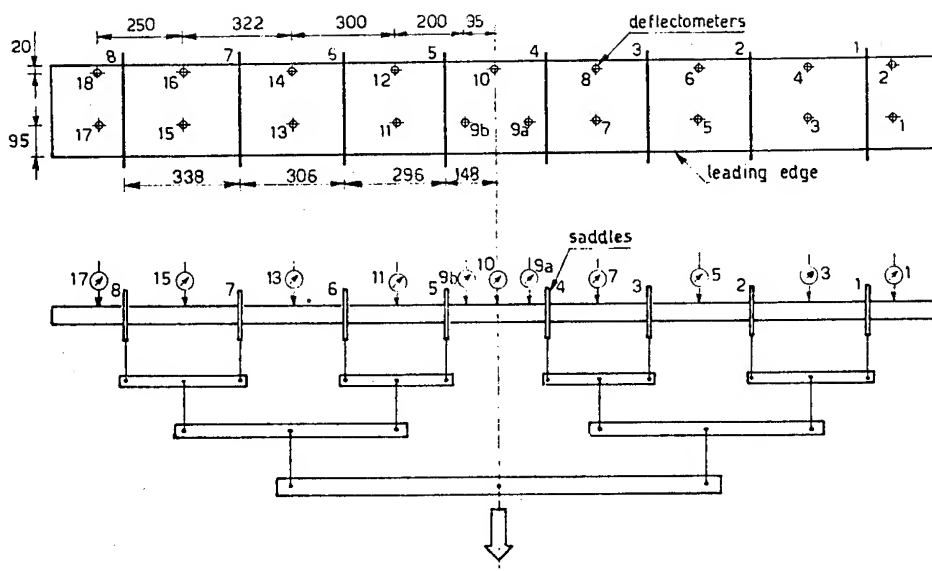 250 322 300 200 95
deflectometers
20
8 7 6 5 4 3 2 1
18 16 14 12 10 8 6 4 2
17 15 13 11 9b 9a 7 5 3 1
95
338 306 296 148
leading edge
saddles
17 15 13 11 9b 10 9a 7 5 3 1
8 7 6 5 4 3 2 1